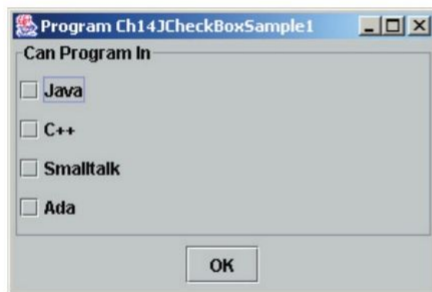 Program Ch14JCheckBoxSample1
Can Program In
Java
C++
Smalltalk
Ada
OK